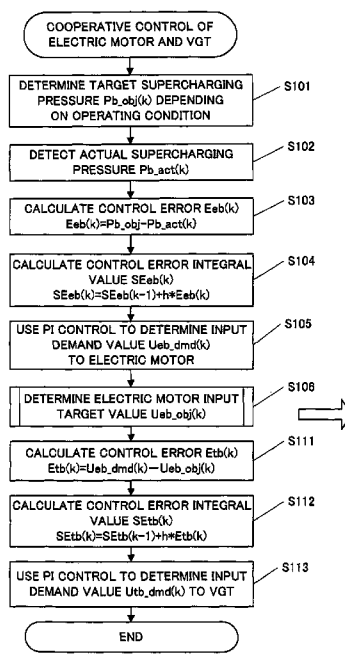 COOPERATIVE CONTROL OF
ELECTRIC MOTOR AND VGT
S101
DETERMINE TARGET SUPERCHARGING
PRESSURE Pb_obj(k) DEPENDING
ON OPERATING CONDITION
S102
DETECT ACTUAL SUPERCHARGING
PRESSURE Pb_act(k)
S103
CALCULATE CONTROL ERROR Eeb(k)
Eeb(k)=Pb_obj-Pb_act(k)
S104
CALCULATE CONTROL ERROR INTEGRAL
VALUE SEeb(k)
SEeb(k)=SEeb(k-1)+h*Eeb(k)
S105
USE PI CONTROL TO DETERMINE INPUT
DEMAND VALUE Ueb_dmd(k)
TO ELECTRIC MOTOR
S106
DETERMINE ELECTRIC MOTOR INPUT
TARGET VALUE Ueb_obj(k)
S111
CALCULATE CONTROL ERROR Etb(k)
Etb(k)=Ueb_dmd(k)-Ueb_obj(k)
S112
CALCULATE CONTROL ERROR INTEGRAL
VALUE SEtb(k)
SEtb(k)=SEtb(k-1)+h*Etb(k)
S113
USE PI CONTROL TO DETERMINE INPUT
DEMAND VALUE Utb_dmd(k) TO VGT
END